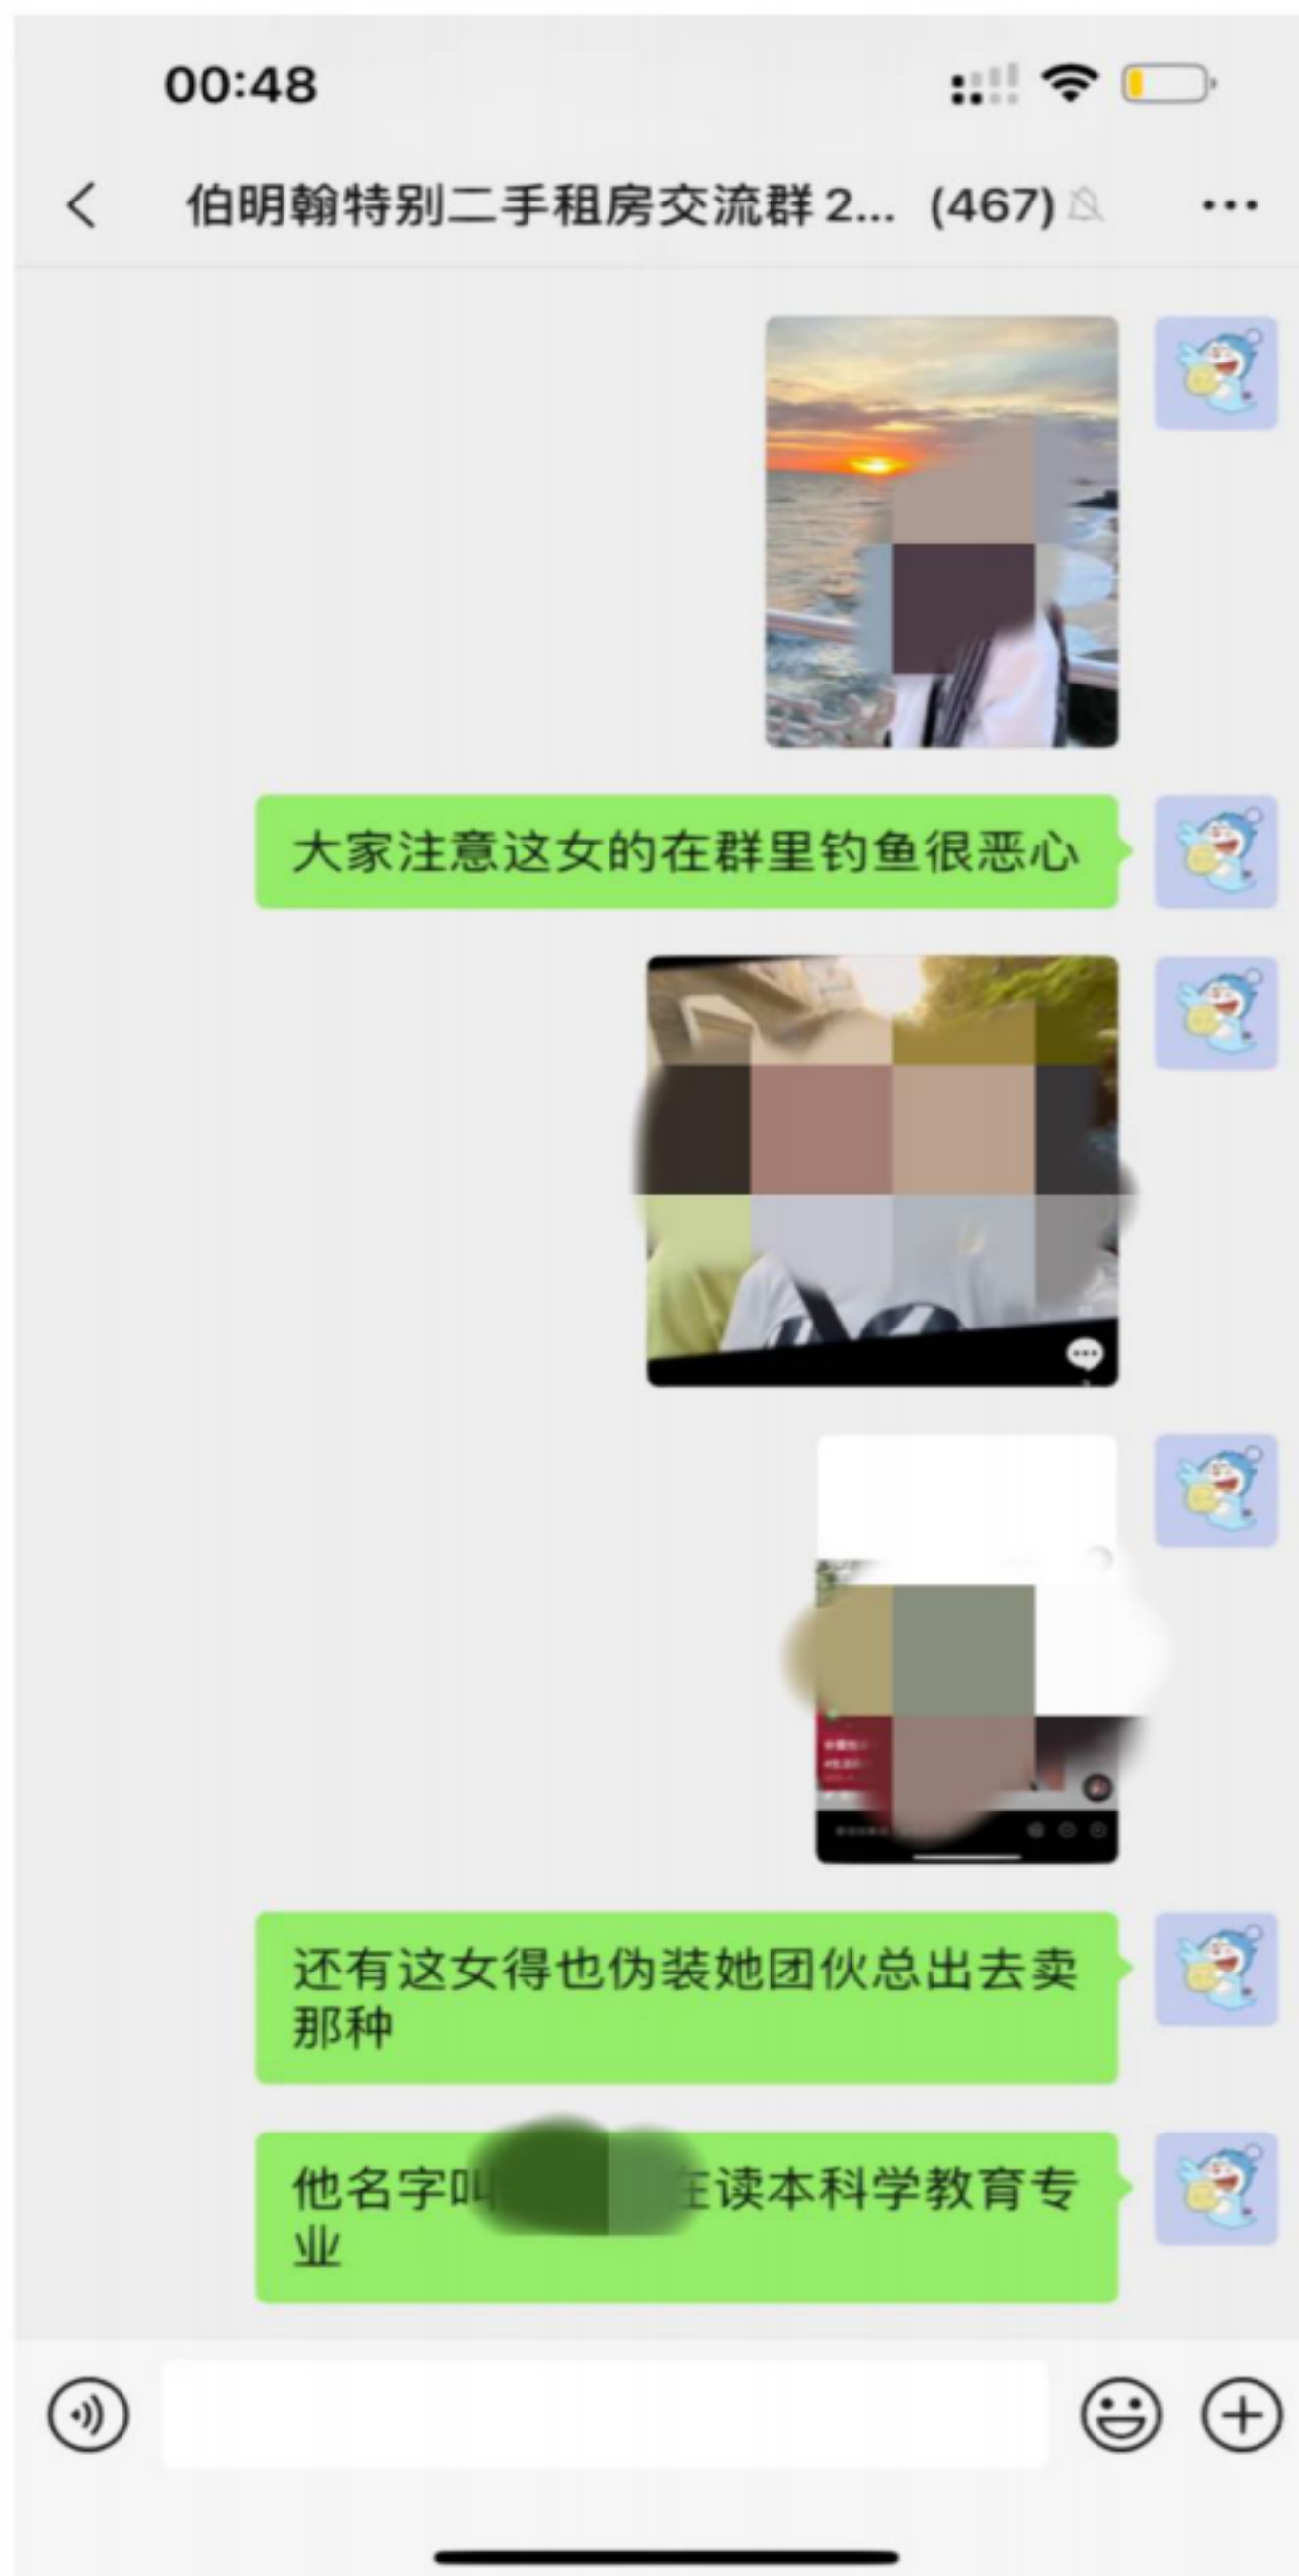 00:48
伯明翰特别二手租房交流群2... (467)
大家注意这女的在群里钓鱼很恶心
还有这女得也伪装她团伙总出去卖
那种
他名字叫 在读本科学教育专
业